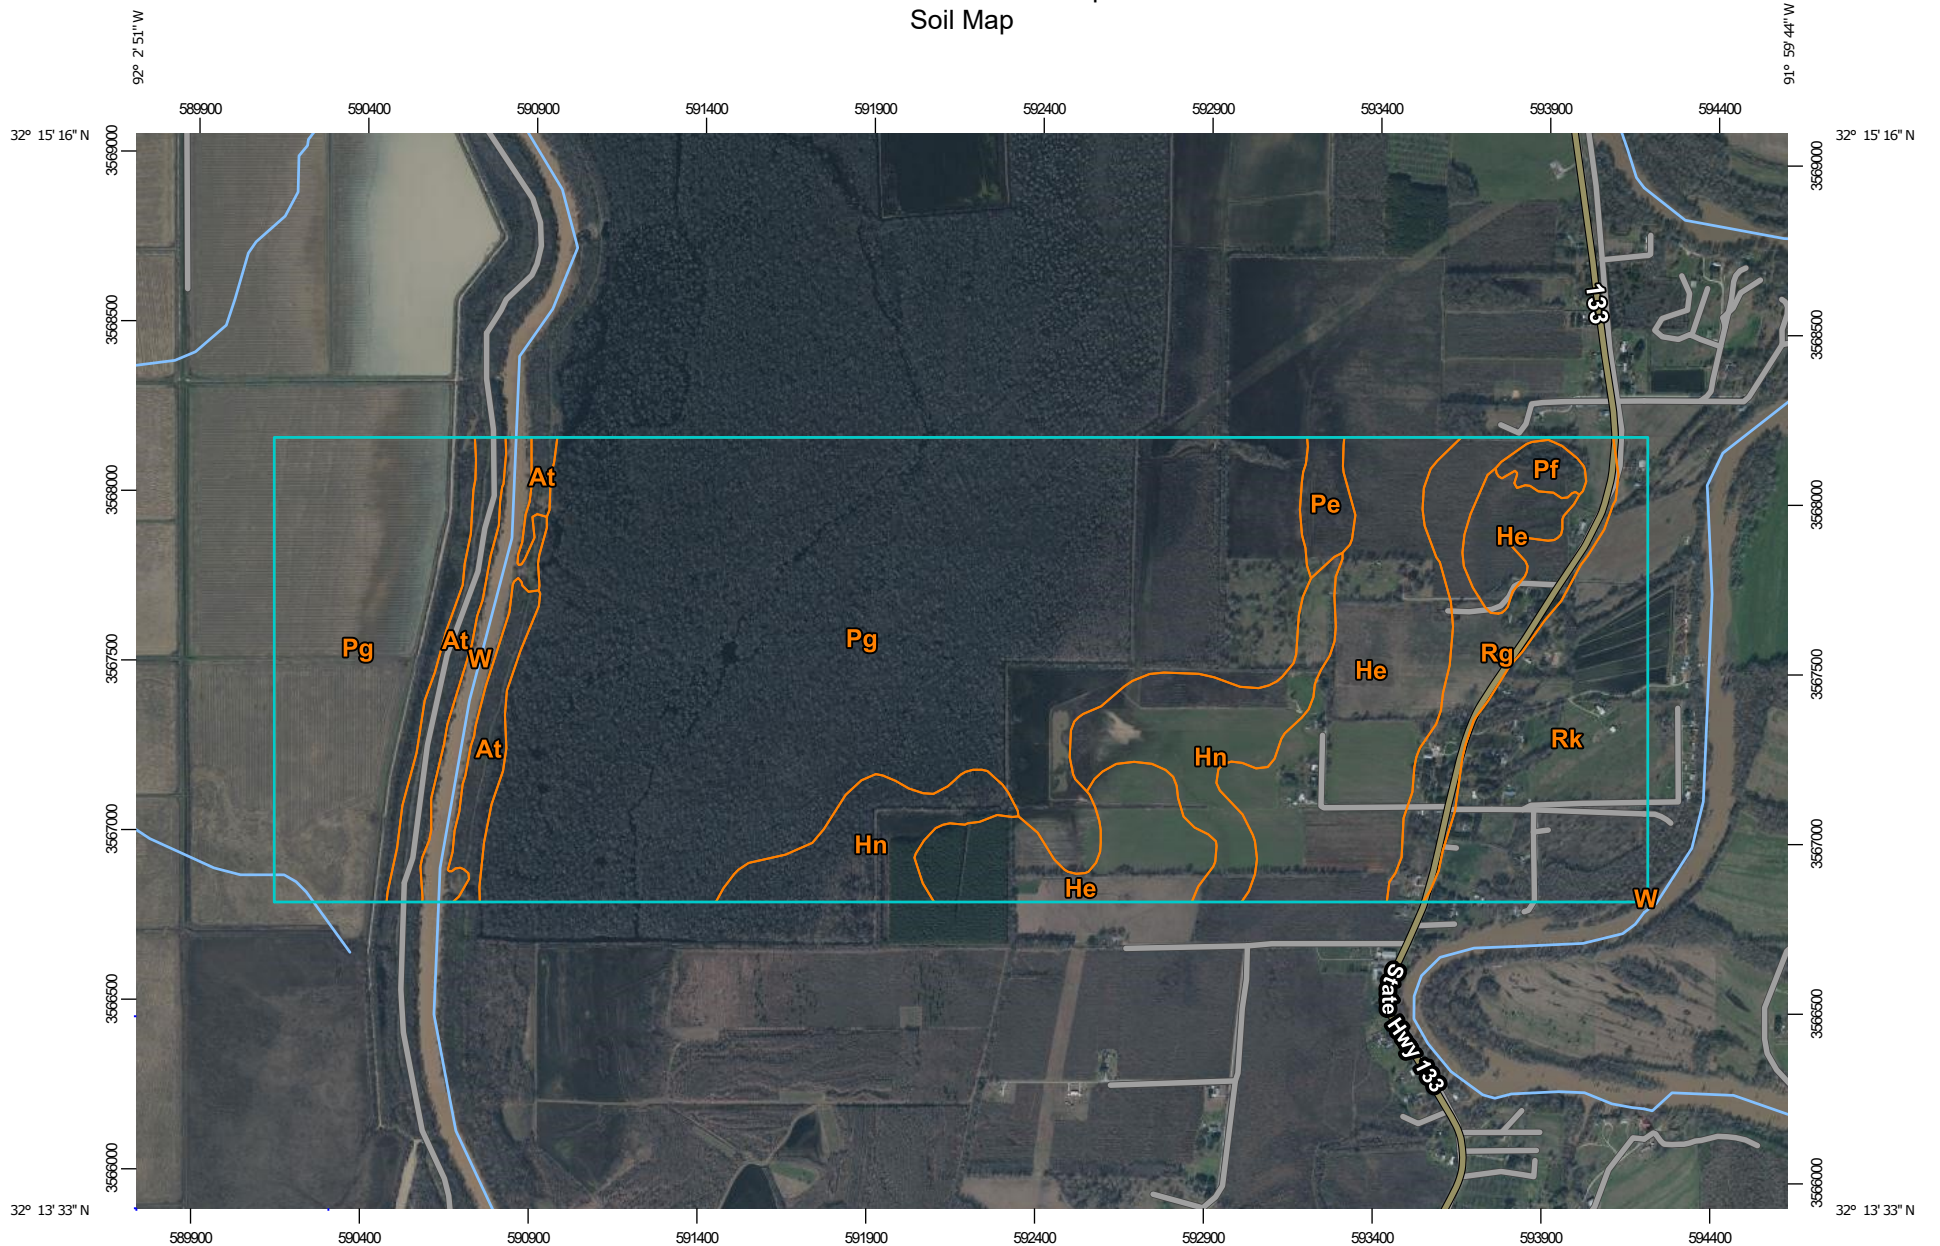 Soil Map
92° 2' 51" W
91° 59' 44" W
589900 590400 590900 591400 591900 592400 592900 593400 593900 594400
32° 15' 16" N
32° 15' 16" N
3569000
3569000
133
3568500
3568500
At
Pf
3568000
Pe
3568000
He
Pg
At
W
Pg
He
Rg
3567500
3567500
At
Hn
Rk
3567000
Hn
3567000
He
W
3566500
State Hwy 133
3566500
3566000
3566000
32° 13' 33" N
32° 13' 33" N
589900 590400 590900 591400 591900 592400 592900 593400 593900 594400